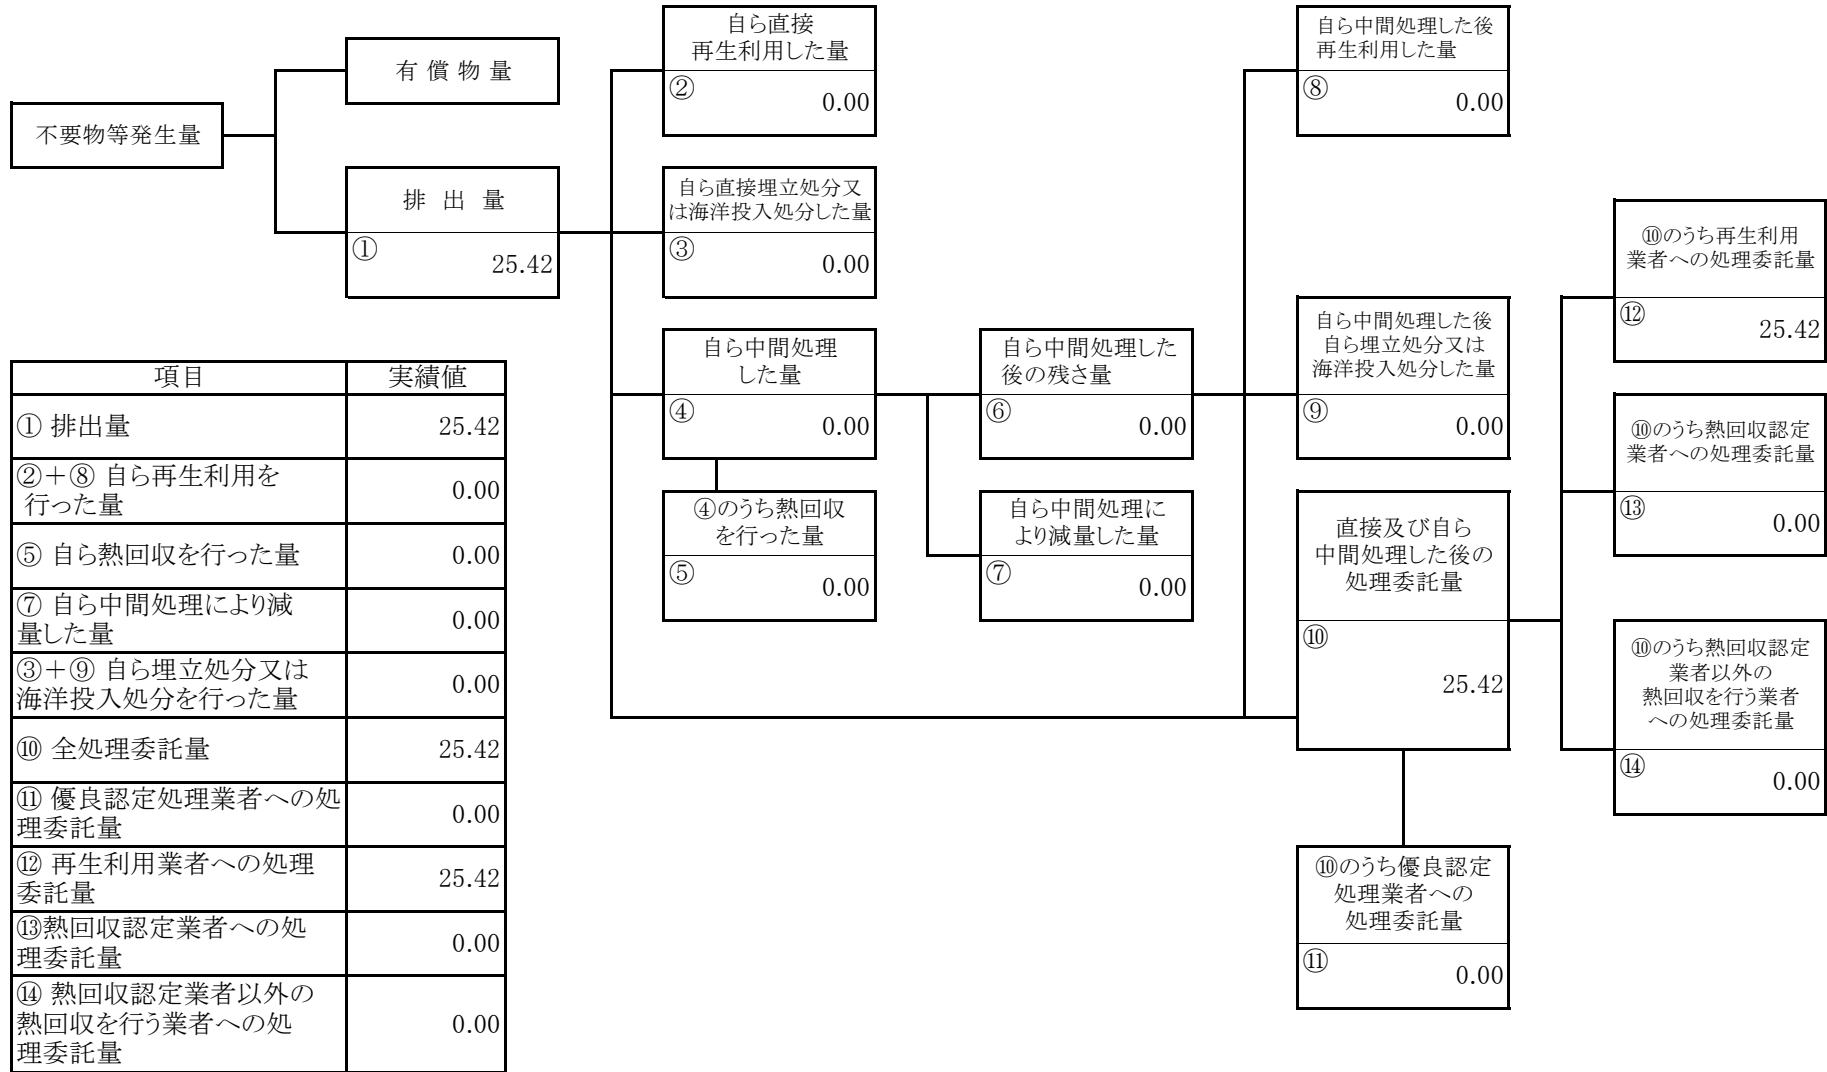 不要物等発生量
有 償 物 量
排 出 量
①
25.42
自ら直接
再生利用した量
②
0.00
自ら直接埋立処分又
は海洋投入処分した量
③
0.00
自ら中間処理
した量
④
0.00
④のうち熱回収
を行った量
⑤
0.00
自ら中間処理した
後の残さ量
⑥
0.00
自ら中間処理に
より減量した量
⑦
0.00
自ら中間処理した後
再生利用した量
⑧
0.00
自ら中間処理した後
自ら埋立処分又は
海洋投入処分した量
⑨
0.00
直接及び自ら
中間処理した後の
処理委託量
⑩
25.42
⑩のうち優良認定
処理業者への
処理委託量
⑪
0.00
⑩のうち再生利用
業者への処理委託量
⑫
25.42
⑩のうち熱回収認定
業者への処理委託量
⑬
0.00
⑩のうち熱回収認定
業者以外の
熱回収を行う業者
への処理委託量
⑭
0.00
項目 実績値
① 排出量 25.42
②+⑧ 自ら再生利用を
行った量
0.00
⑤ 自ら熱回収を行った量 0.00
⑦ 自ら中間処理により減
量した量
0.00
③+⑨ 自ら埋立処分又は
海洋投入処分を行った量
0.00
⑩ 全処理委託量 25.42
⑪ 優良認定処理業者への処
理委託量
0.00
⑫ 再生利用業者への処理
委託量
25.42
⑬熱回収認定業者への処
理委託量
0.00
⑭ 熱回収認定業者以外の
熱回収を行う業者への処
理委託量
0.00